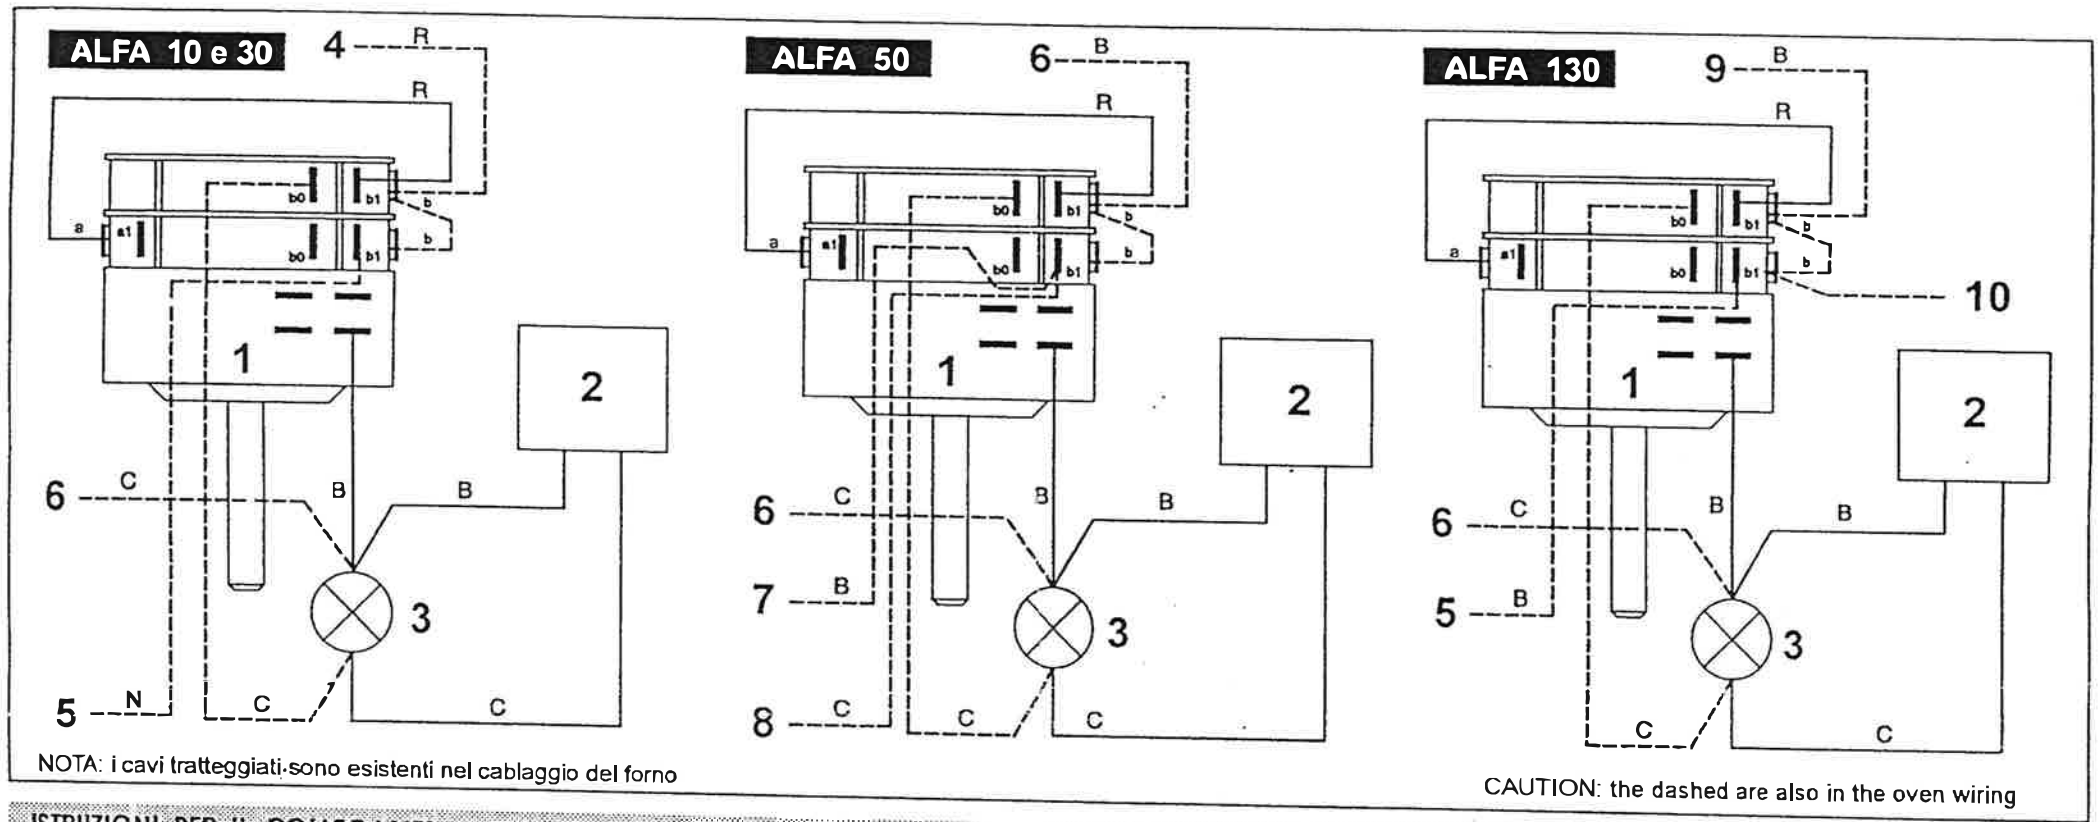 ALFA 10 e 30
4
R
R
a
a1
b0
b1
b
b0
b1
b
1
2
6
C
B
B
3
5
N
C
C
ALFA 50
6
B
R
a
a1
b0
b1
b
b0
b1
b
1
2
6
C
B
B
7
B
3
8
C
C
C
ALFA 130
9
B
R
a
a1
b0
b1
b
b0
b1
b
10
1
2
6
C
B
B
5
B
3
C
C
NOTA: i cavi tratteggiati sono esistenti nel cablaggio del forno
CAUTION: the dashed are also in the oven wiring
ISTRUZIONI PER IL